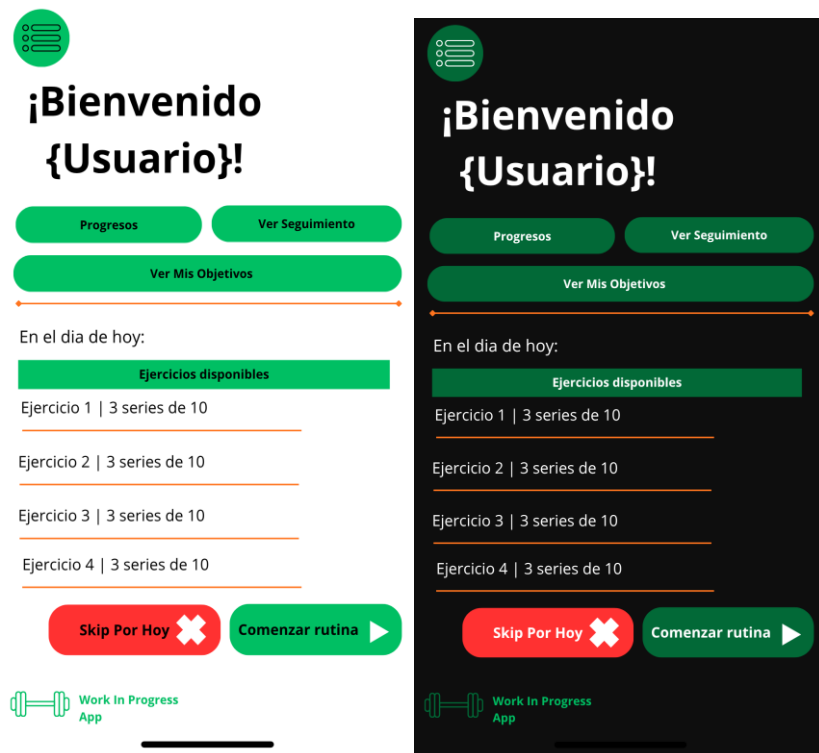 ¡Bienvenido
{Usuario}!
Progresos
Ver Seguimiento
Ver Mis Objetivos
En el dia de hoy:
Ejercicios disponibles
Ejercicio 1 | 3 series de 10
Ejercicio 2 | 3 series de 10
Ejercicio 3 | 3 series de 10
Ejercicio 4 | 3 series de 10
Skip Por Hoy
Comenzar rutina
Work In Progress
App
¡Bienvenido
{Usuario}!
Progresos
Ver Seguimiento
Ver Mis Objetivos
En el dia de hoy:
Ejercicios disponibles
Ejercicio 1 | 3 series de 10
Ejercicio 2 | 3 series de 10
Ejercicio 3 | 3 series de 10
Ejercicio 4 | 3 series de 10
Skip Por Hoy
Comenzar rutina
Work In Progress
App